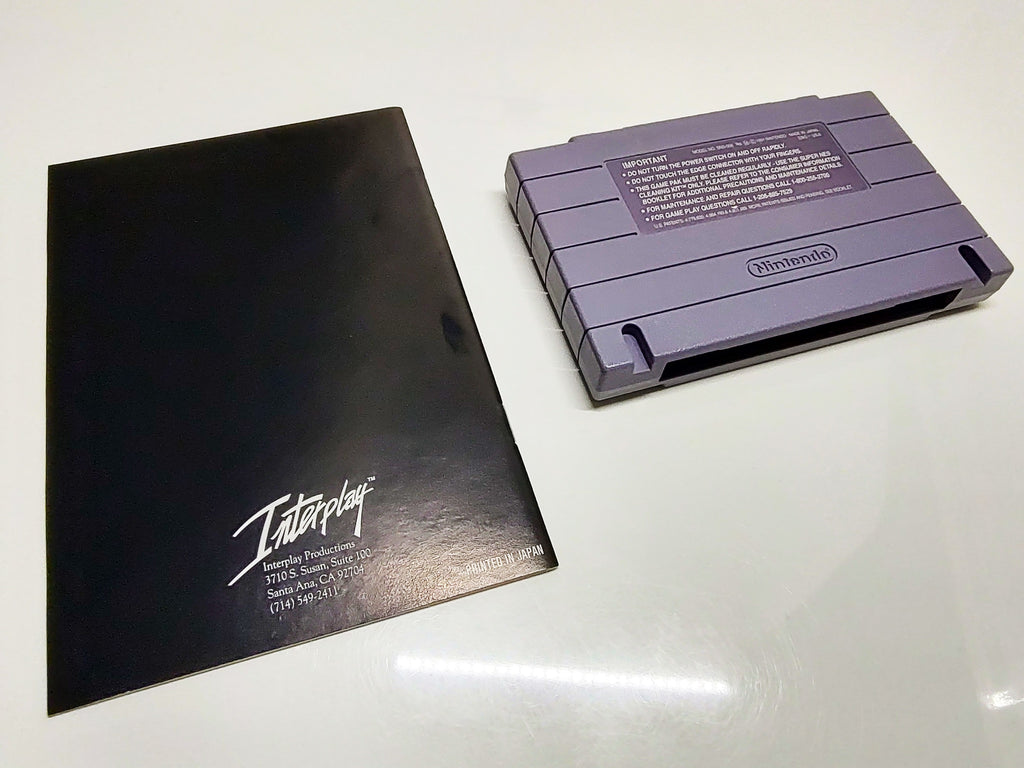 Interplay™
Interplay Productions
3710 S. Susan, Suite 100
Santa Ana, CA 92704
(714) 549-2411
PRINTED IN JAPAN
MADE IN JAPAN
IMPORTANT
• DO NOT TURN THE POWER SWITCH ON AND OFF RAPIDLY.
• DO NOT TOUCH THE EDGE CONNECTOR WITH YOUR FINGERS.
• THIS GAME PAK MUST BE CLEANED REGULARLY - USE THE SUPER NES
CLEANING KIT™ ONLY. PLEASE REFER TO THE CONSUMER INFORMATION
BOOKLET FOR ADDITIONAL PRECAUTIONS AND MAINTENANCE DETAILS.
• FOR MAINTENANCE AND REPAIR QUESTIONS CALL 1-800-255-3700
• FOR GAME PLAY QUESTIONS CALL 1-206-885-7529
Nintendo